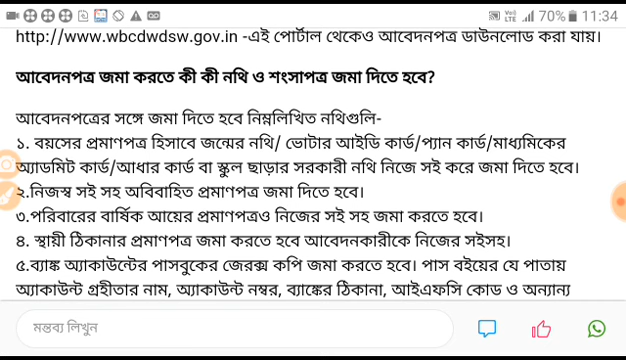 70% 11:34
http://www.wbcdwdsw.gov.in -এই পোর্টাল থেকেও আবেদনপত্র ডাউনলোড করা যায়।
আবেদনপত্র জমা করতে কী কী নথি ও শংসাপত্র জমা দিতে হবে?
আবেদনপত্রের সঙ্গে জমা দিতে হবে নিম্নলিখিত নথিগুলি-
১. বয়সের প্রমাণপত্র হিসাবে জন্মের নথি/ ভোটার আইডি কার্ড/প্যান কার্ড/মাধ্যমিকের
অ্যাডমিট কার্ড/আধার কার্ড বা স্কুল ছাড়ার সরকারী নথি নিজে সই করে জমা দিতে হবে।
২.নিজস্ব সই সহ অবিবাহিত প্রমাণপত্র জমা দিতে হবে।
৩.পরিবারের বার্ষিক আয়ের প্রমাণপত্রও নিজের সই সহ জমা করতে হবে।
৪. স্থায়ী ঠিকানার প্রমাণপত্র জমা করতে হবে আবেদনকারীকে নিজের সইসহ।
৫.ব্যাঙ্ক অ্যাকাউন্টের পাসবুকের জেরক্স কপি জমা করতে হবে। পাস বইয়ের যে পাতায়
অ্যাকাউন্ট গ্রহীতার নাম, অ্যাকাউন্ট নম্বর, ব্যাঙ্কের ঠিকানা, আইএফসি কোড ও অন্যান্য
মন্তব্য লিখুন